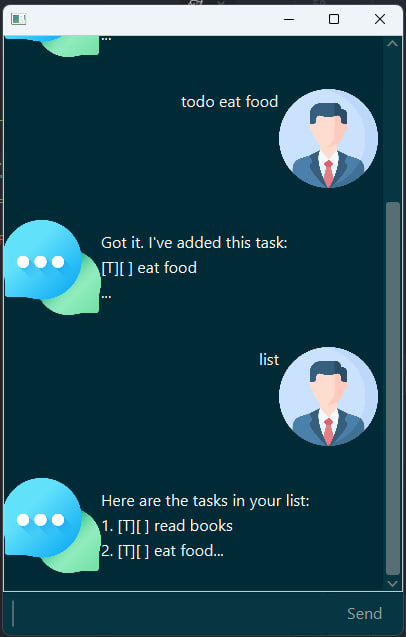 ...
todo eat food
Got it. I've added this task:
[T][ ] eat food
...
list
Here are the tasks in your list:
1. [T][ ] read books
2. [T][ ] eat food...
Send